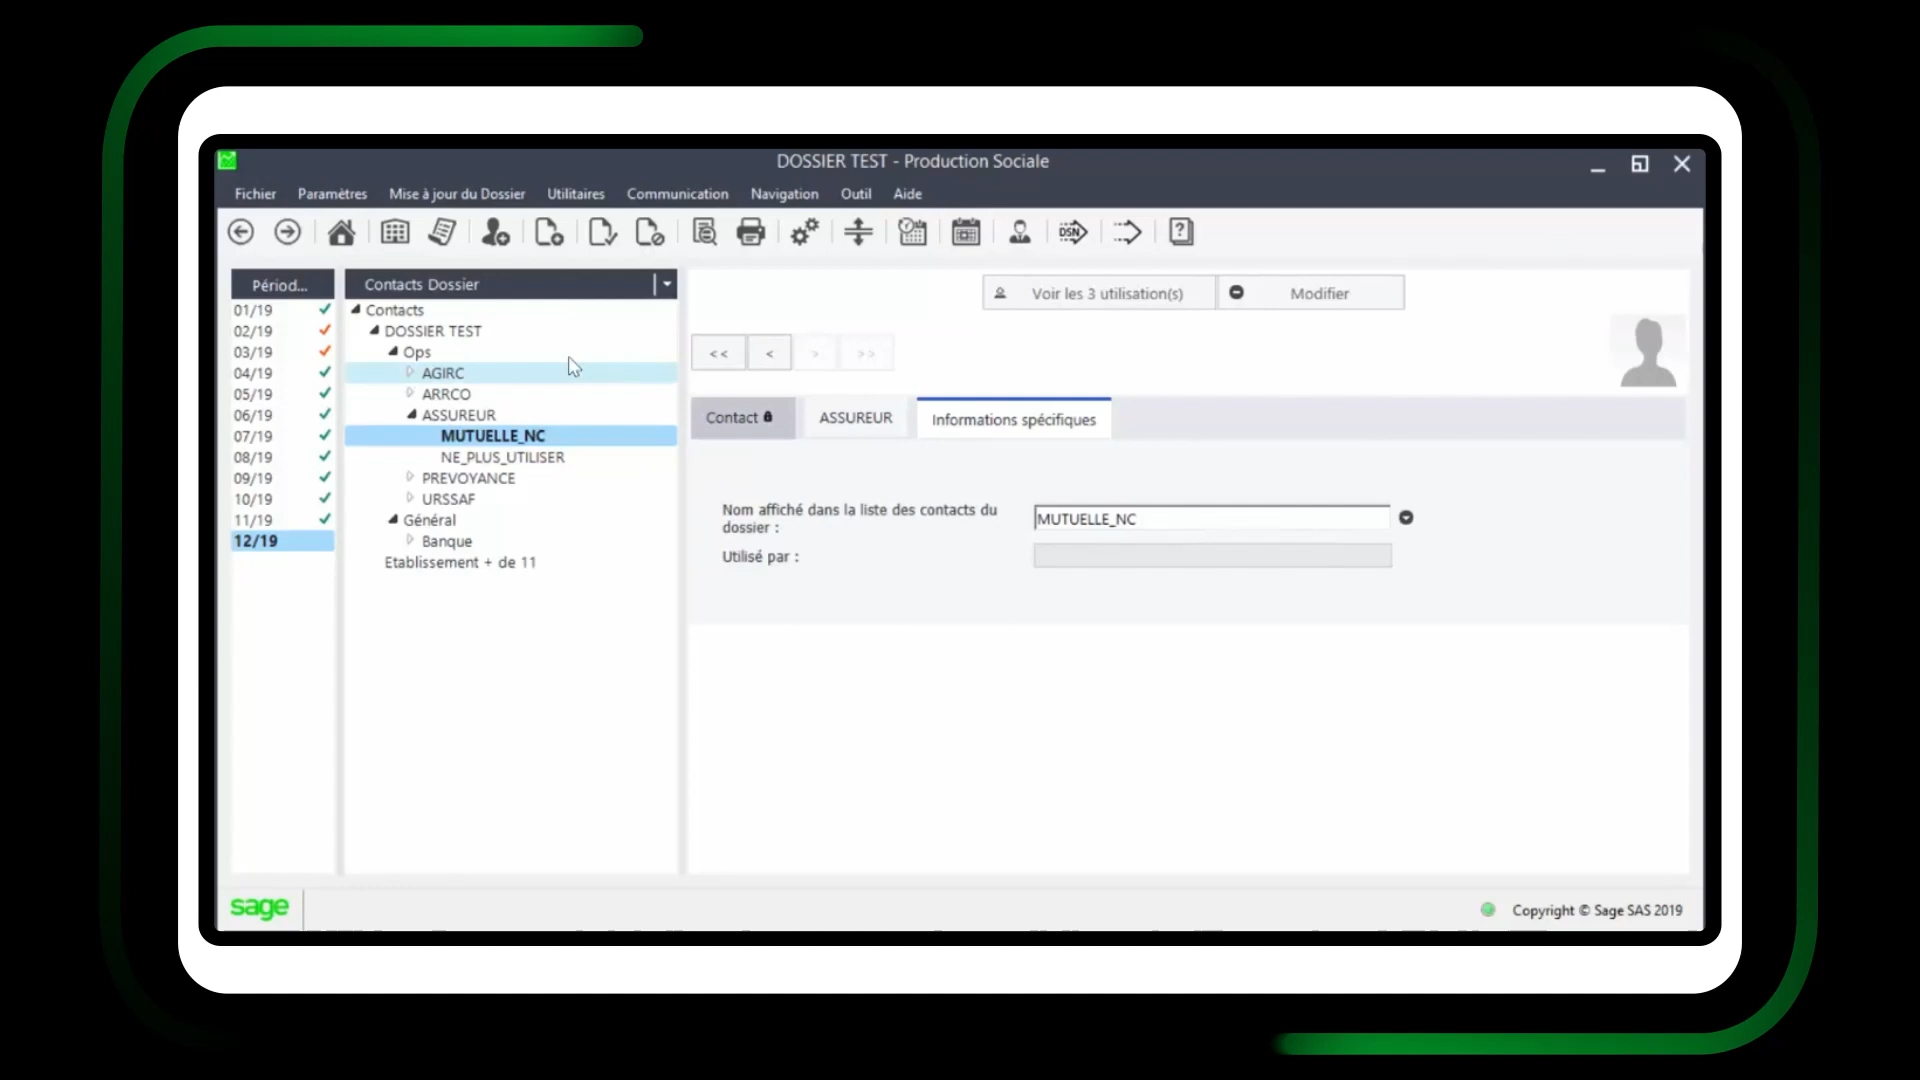 DOSSIER TEST - Production Sociale
Fichier Paramètres Mise à jour du Dossier Utilitaires Communication Navigation Outil Aide
DSN
?
Périod...
01/19
02/19
03/19
04/19
05/19
06/19
07/19
08/19
09/19
10/19
11/19
12/19
Contacts Dossier
Contacts
DOSSIER TEST
Ops
AGIRC
ARRCO
ASSUREUR
MUTUELLE_NC
NE_PLUS_UTILISER
PREVOYANCE
URSSAF
Général
Banque
Etablissement + de 11
Voir les 3 utilisation(s) Modifier
<< < > >>
Contact ASSUREUR Informations spécifiques
Nom affiché dans la liste des contacts du
dossier :
MUTUELLE_NC
Utilisé par :
sage
Copyright © Sage SAS 2019